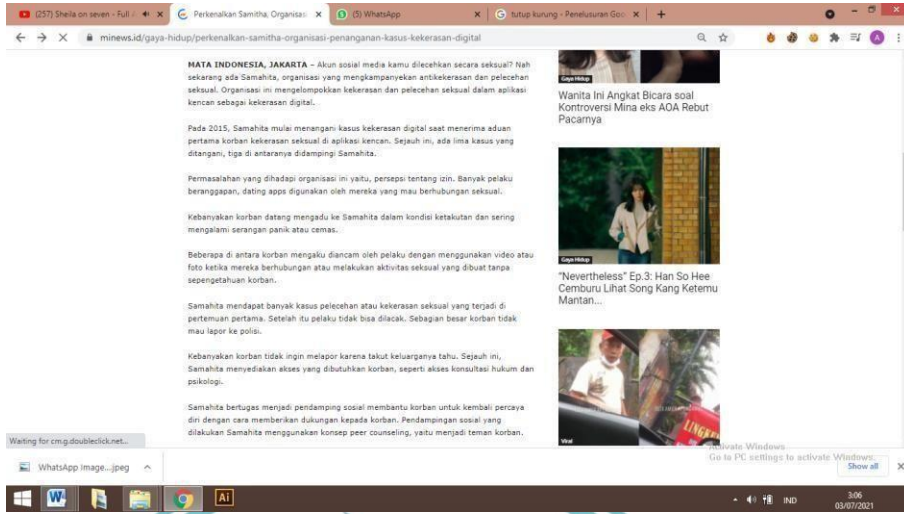 (257) Sheila on seven - Full A
Perkenalkan Samitha, Organisas
(5) WhatsApp
tutup kurung - Penelusuran Goo
minews.id/gaya-hidup/perkenalkan-samitha-organisasi-penanganan-kasus-kekerasan-digital
MATA INDONESIA, JAKARTA – Akun sosial media kamu dilecehkan secara seksual? Nah
sekarang ada Samahita, organisasi yang mengkampanyekan antikekerasan dan pelecehan
seksual. Organisasi ini mengelompokkan kekerasan dan pelecehan seksual dalam aplikasi
kencan sebagai kekerasan digital.
Pada 2015, Samahita mulai menangani kasus kekerasan digital saat menerima aduan
pertama korban kekerasan seksual di aplikasi kencan. Sejauh ini, ada lima kasus yang
ditangani, tiga di antaranya didampingi Samahita.
Permasalahan yang dihadapi organisasi ini yaitu, persepsi tentang izin. Banyak pelaku
beranggapan, dating apps digunakan oleh mereka yang mau berhubungan seksual.
Kebanyakan korban datang mengadu ke Samahita dalam kondisi ketakutan dan sering
mengalami serangan panik atau cemas.
Beberapa di antara korban mengaku diancam oleh pelaku dengan menggunakan video atau
foto ketika mereka berhubungan atau melakukan aktivitas seksual yang dibuat tanpa
sepengetahuan korban.
Samahita mendapat banyak kasus pelecehan atau kekerasan seksual yang terjadi di
pertemuan pertama. Setelah itu pelaku tidak bisa dilacak. Sebagian besar korban tidak
mau lapor ke polisi.
Kebanyakan korban tidak ingin melapor karena takut keluarganya tahu. Sejauh ini,
Samahita menyediakan akses yang dibutuhkan korban, seperti akses konsultasi hukum dan
psikologi.
Samahita bertugas menjadi pendamping sosial membantu korban untuk kembali percaya
diri dengan cara memberikan dukungan kepada korban. Pendampingan sosial yang
dilakukan Samahita menggunakan konsep peer counseling, yaitu menjadi teman korban.
Gaya Hidup
Wanita Ini Angkat Bicara soal
Kontroversi Mina eks AOA Rebut
Pacarnya
Gaya Hidup
"Nevertheless" Ep.3: Han So Hee
Cemburu Lihat Song Kang Ketemu
Mantan...
Viral
Waiting for cm.g.doubleclick.net...
Activate Windows
Go to PC settings to activate Windows.
WhatsApp Image...jpeg
Show all
W
Ai
IND
3:06
03/07/2021